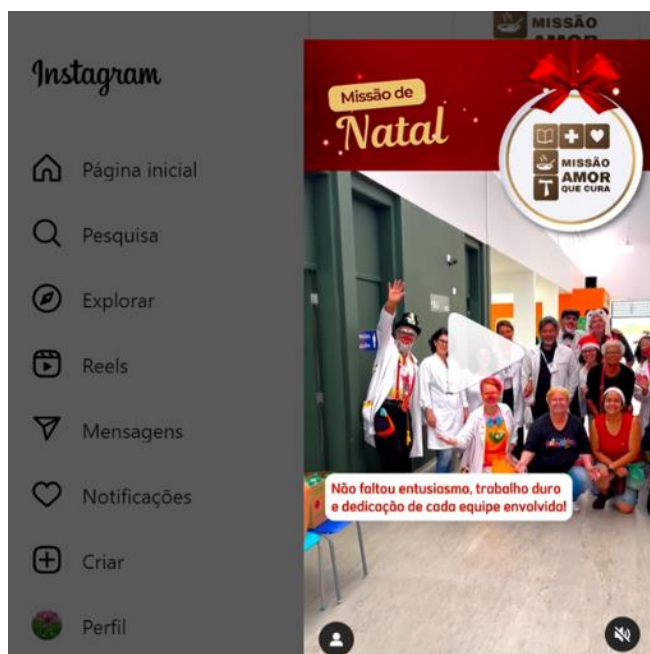 MISSÃO
Instagram
Missão de
Natal
MISSÃO
AMOR
QUE CURA
Página inicial
Pesquisa
Explorar
Reels
Mensagens
Notificações
Criar
Perfil
Não faltou entusiasmo, trabalho duro
e dedicação de cada equipe envolvida!